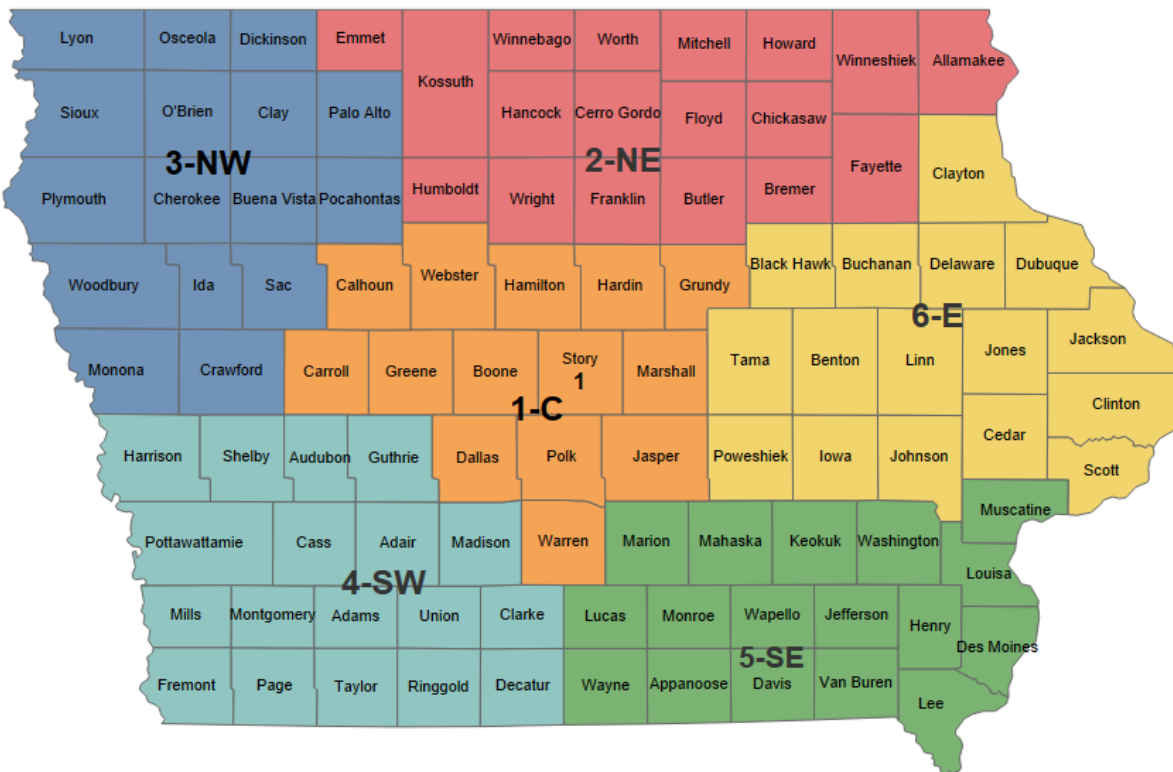 Lyon
Osceola
Dickinson
Emmet
Kossuth
Winnebago
Worth
Mitchell
Howard
Winneshiek
Allamakee
Sioux
O'Brien
Clay
Palo Alto
Hancock
Cerro Gordo
Floyd
Chickasaw
3-NW
2-NE
Fayette
Clayton
Plymouth
Cherokee
Buena Vista
Pocahontas
Humboldt
Wright
Franklin
Butler
Bremer
Woodbury
Ida
Sac
Calhoun
Webster
Hamilton
Hardin
Grundy
Black Hawk
Buchanan
Delaware
Dubuque
6-E
Monona
Crawford
Carroll
Greene
Boone
Story
1
Marshall
Tama
Benton
Linn
Jones
Jackson
1-C
Clinton
Harrison
Shelby
Audubon
Guthrie
Dallas
Polk
Jasper
Poweshiek
Iowa
Johnson
Cedar
Scott
Muscatine
Pottawattamie
Cass
Adair
Madison
Warren
Marion
Mahaska
Keokuk
Washington
Louisa
4-SW
Mills
Montgomery
Adams
Union
Clarke
Lucas
Monroe
Wapello
Jefferson
Henry
Des Moines
5-SE
Fremont
Page
Taylor
Ringgold
Decatur
Wayne
Appanoose
Davis
Van Buren
Lee